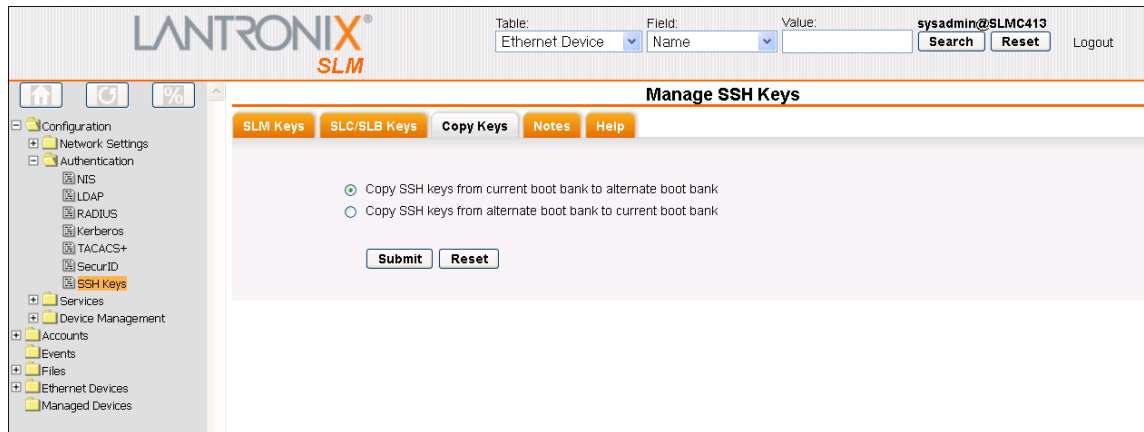 LANTRONIX®
SLM
Table: Field: Value: sysadmin@SLMC413
Ethernet Device Name Search Reset Logout
Manage SSH Keys
SLM Keys SLC/SLB Keys Copy Keys Notes Help
Configuration
Network Settings
Authentication
NIS
LDAP
RADIUS
Kerberos
TACACS+
SecurID
SSH Keys
Services
Device Management
Accounts
Events
Files
Ethernet Devices
Managed Devices
Copy SSH keys from current boot bank to alternate boot bank
Copy SSH keys from alternate boot bank to current boot bank
Submit Reset